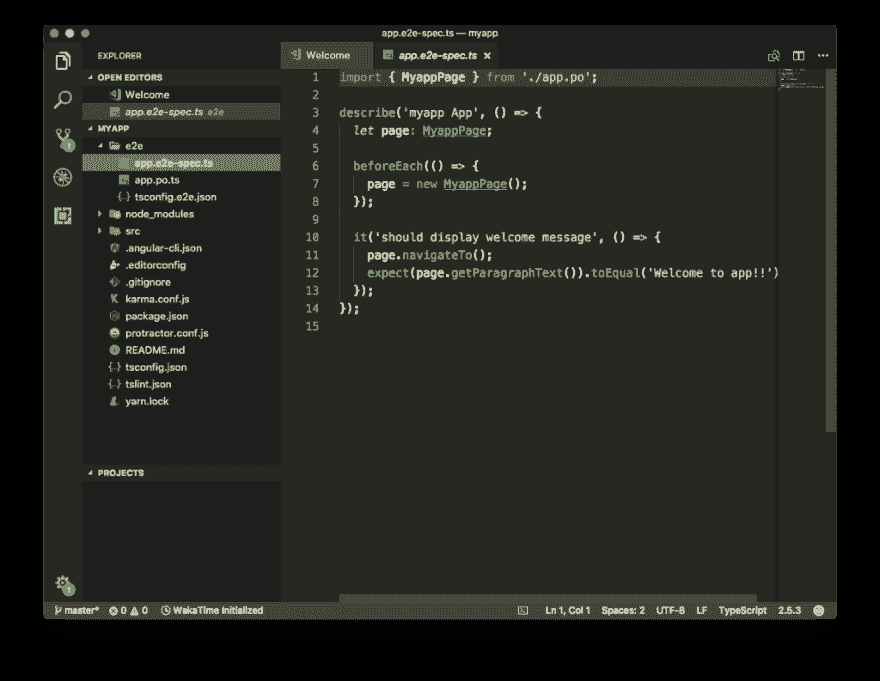 app.e2e-spec.ts — myapp
EXPLORER
OPEN EDITORS
Welcome
app.e2e-spec.ts e2e
MYAPP
e2e
app.e2e-spec.ts
app.po.ts
{··} tsconfig.e2e.json
node_modules
src
.angular-cli.json
.editorconfig
.gitignore
karma.conf.js
package.json
protractor.conf.js
README.md
{··} tsconfig.json
{··} tslint.json
yarn.lock
PROJECTS
1
1
Welcome app.e2e-spec.ts ×
1 import { MyappPage } from './app.po';
2
3 describe('myapp App', () => {
4 let page: MyappPage;
5
6 beforeEach(() => {
7 page = new MyappPage();
8 });
9
10 it('should display welcome message', () => {
11 page.navigateTo();
12 expect(page.getParagraphText()).toEqual('Welcome to app!!')
13 });
14 });
15
master* 0 0 WakaTime Initialized Ln 1, Col 1 Spaces: 2 UTF-8 LF TypeScript 2.5.3